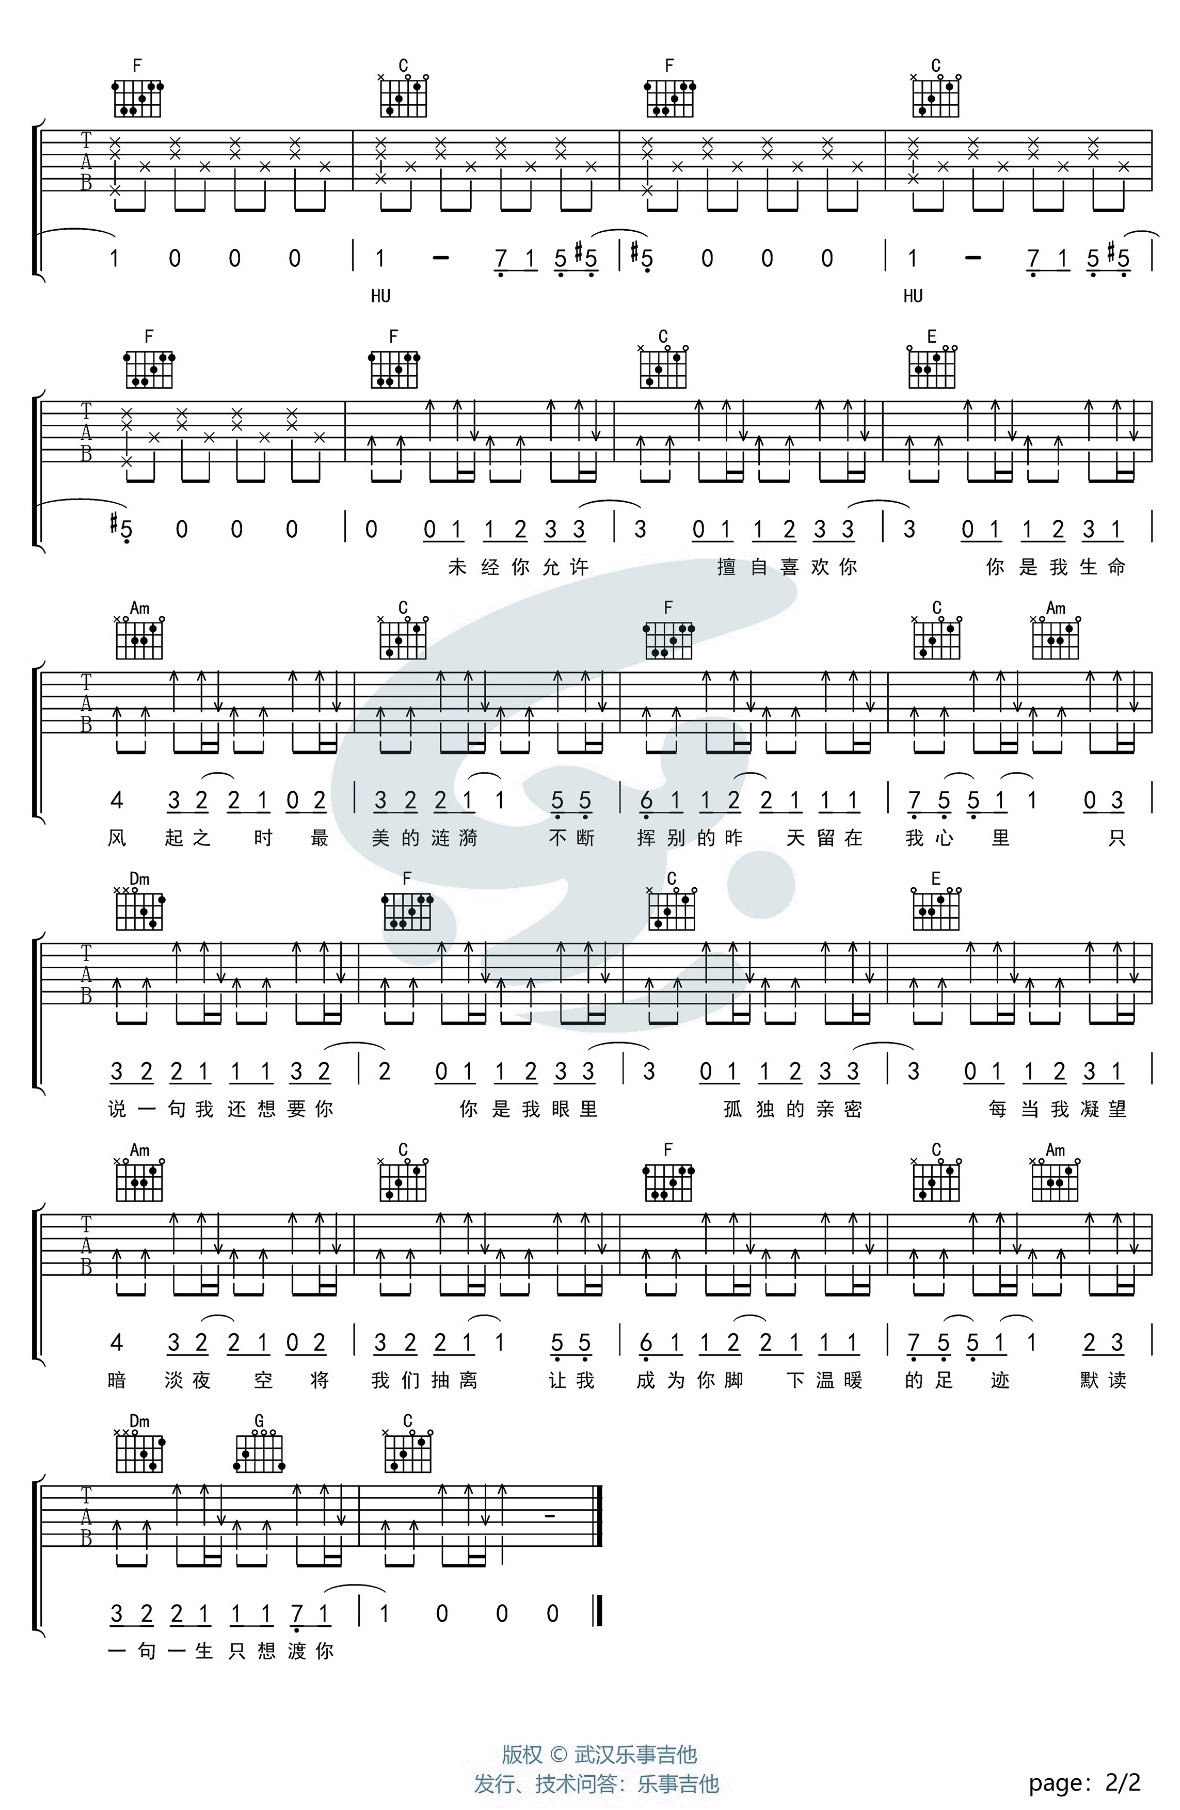 F C F C
T A B
1 0 0 0 | 1 - 7 1 5 #5 | #5 0 0 0 | 1 - 7 1 5 #5 |
HU HU
F F C E
T A B
#5 0 0 0 | 0 0 1 1 2 3 3 | 3 0 1 1 2 3 3 | 3 0 1 1 2 3 1 |
未经你允许 擅自喜欢你 你是我生命
Am C F C Am
T A B
4 3 2 2 1 0 2 | 3 2 2 1 1 5 5 | 6 1 1 2 2 1 1 1 | 7 5 5 1 1 0 3 |
风 起之 时 最 美的涟漪 不断 挥别的昨 天留在 我心 里 只
Dm F C E
T A B
3 2 2 1 1 1 3 2 | 2 0 1 1 2 3 3 | 3 0 1 1 2 3 3 | 3 0 1 1 2 3 1 |
说一句我还想要你 你是我眼里 孤独的亲密 每当我凝望
Am C F C Am
T A B
4 3 2 2 1 0 2 | 3 2 2 1 1 5 5 | 6 1 1 2 2 1 1 1 | 7 5 5 1 1 2 3 |
暗 淡夜 空 将 我们抽离 让我 成为你脚 下温暖 的足 迹 默读
Dm G C
T A B
3 2 2 1 1 1 7 1 | 1 0 0 0
一句一生只想渡你
版权 © 武汉乐事吉他
发行、技术问答：乐事吉他
page：2/2